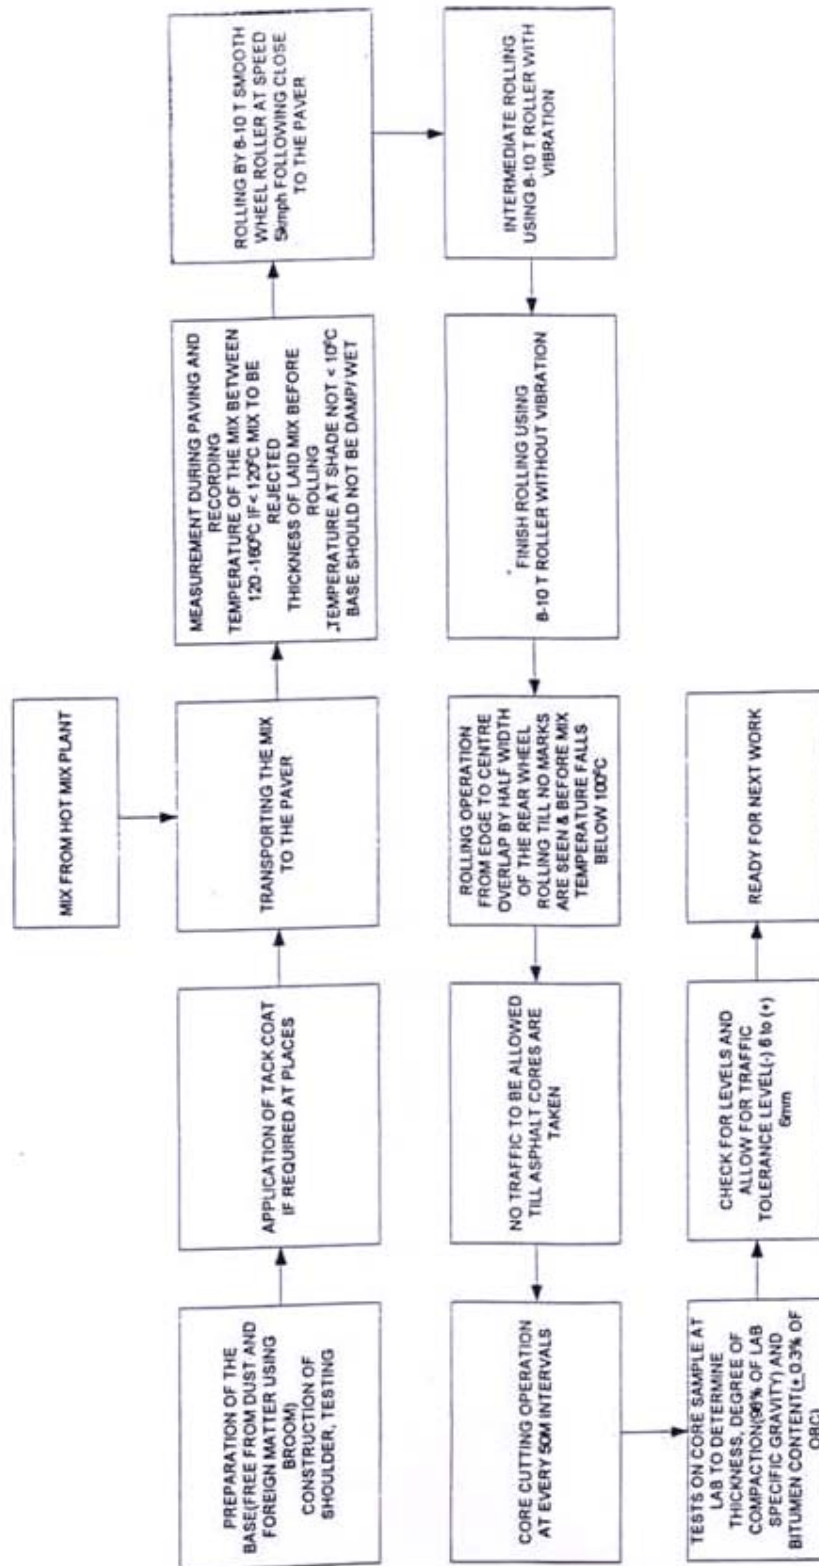 PREPARATION OF THE
BASE(FREE FROM DUST AND
FOREIGN MATTER USING
BROOM)
CONSTRUCTION OF
SHOULDER, TESTING
APPLICATION OF TACK COAT
IF REQUIRED AT PLACES
MIX FROM HOT MIX PLANT
TRANSPORTING THE MIX
TO THE PAVER
MEASUREMENT DURING PAVING AND
RECORDING
TEMPERATURE OF THE MIX BETWEEN
120-160°C IF< 120°C MIX TO BE
REJECTED
THICKNESS OF LAID MIX BEFORE
ROLLING
TEMPERATURE AT SHADE NOT < 10°C
BASE SHOULD NOT BE DAMP/ WET
ROLLING BY 8-10 T SMOOTH
WHEEL ROLLER AT SPEED
5kmph FOLLOWING CLOSE
TO THE PAVER
INTERMEDIATE ROLLING
USING 8-10 T ROLLER WITH
VIBRATION
FINISH ROLLING USING
8-10 T ROLLER WITHOUT VIBRATION
ROLLING OPERATION
FROM EDGE TO CENTRE
OVERLAP BY HALF WIDTH
OF THE REAR WHEEL
ROLLING TILL NO MARKS
ARE SEEN & BEFORE MIX
TEMPERATURE FALLS
BELOW 100°C
NO TRAFFIC TO BE ALLOWED
TILL ASPHALT CORES ARE
TAKEN
CORE CUTTING OPERATION
AT EVERY 50M INTERVALS
TESTS ON CORE SAMPLE AT
LAB TO DETERMINE
THICKNESS, DEGREE OF
COMPACTION(98% OF LAB
SPECIFIC GRAVITY) AND
BITUMEN CONTENT(±0.3% OF
OBC)
CHECK FOR LEVELS AND
ALLOW FOR TRAFFIC
TOLERANCE LEVEL(-) 6 to (+)
6mm
READY FOR NEXT WORK